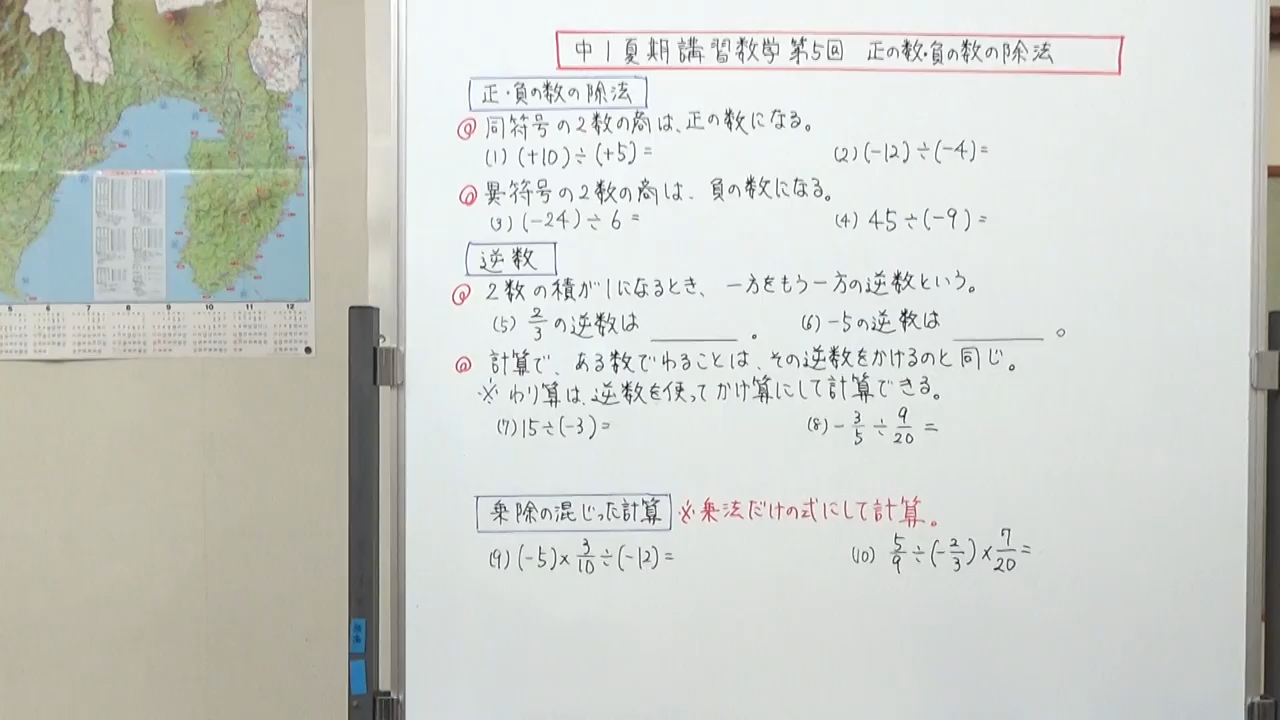 中1夏期講習数学第5回 正の数・負の数の除法
正・負の数の除法
◎ 同符号の2数の商は、正の数になる。
(1) (+10)÷(+5)= (2) (-12)÷(-4)=
◎ 異符号の2数の商は、負の数になる。
(3) (-24)÷6= (4) 45÷(-9)=
逆数
◎ 2数の積が1になるとき、一方をもう一方の逆数という。
(5) 2/3の逆数は ______。 (6) -5の逆数は ______。
◎ 計算で、ある数でわることは、その逆数をかけるのと同じ。
※ わり算は、逆数を使ってかけ算にして計算できる。
(7) 15÷(-3)= (8) -3/5÷9/20=
乗除の混じった計算 ※乗法だけの式にして計算。
(9) (-5)×3/10÷(-12)= (10) 5/9÷(-2/3)×7/20=
5 6 7 8 9 10 11 12